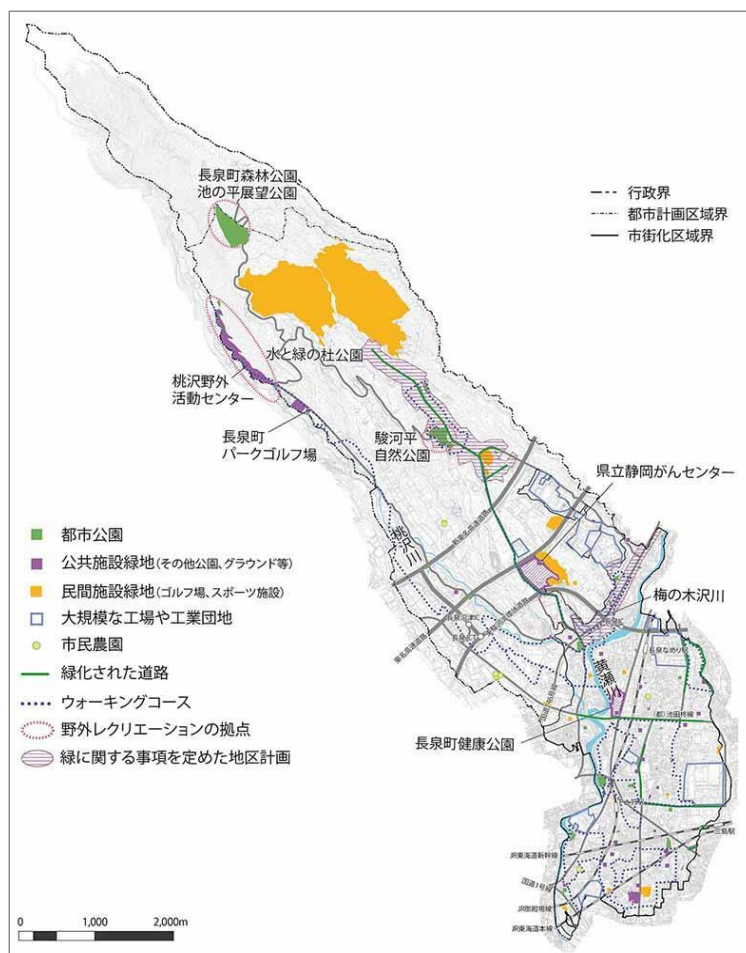 長泉町森林公園
池の平展望公園
行政界
都市計画区域界
市街化区域界
水と緑の杜公園
桃沢野外
活動センター
長泉町
パークゴルフ場
駿河平
自然公園
県立静岡がんセンター
桃沢川
梅の木沢川
黄瀬川
長泉なめり駅
(都)池田柊線
長泉町健康公園
三島駅
JR東海道新幹線
国道1号線
JR御殿場線
JR東海道本線
都市公園
公共施設緑地(その他公園、グラウンド等)
民間施設緑地(ゴルフ場、スポーツ施設)
大規模な工場や工業団地
市民農園
緑化された道路
ウォーキングコース
野外レクリエーションの拠点
緑に関する事項を定めた地区計画
0 1,000 2,000m